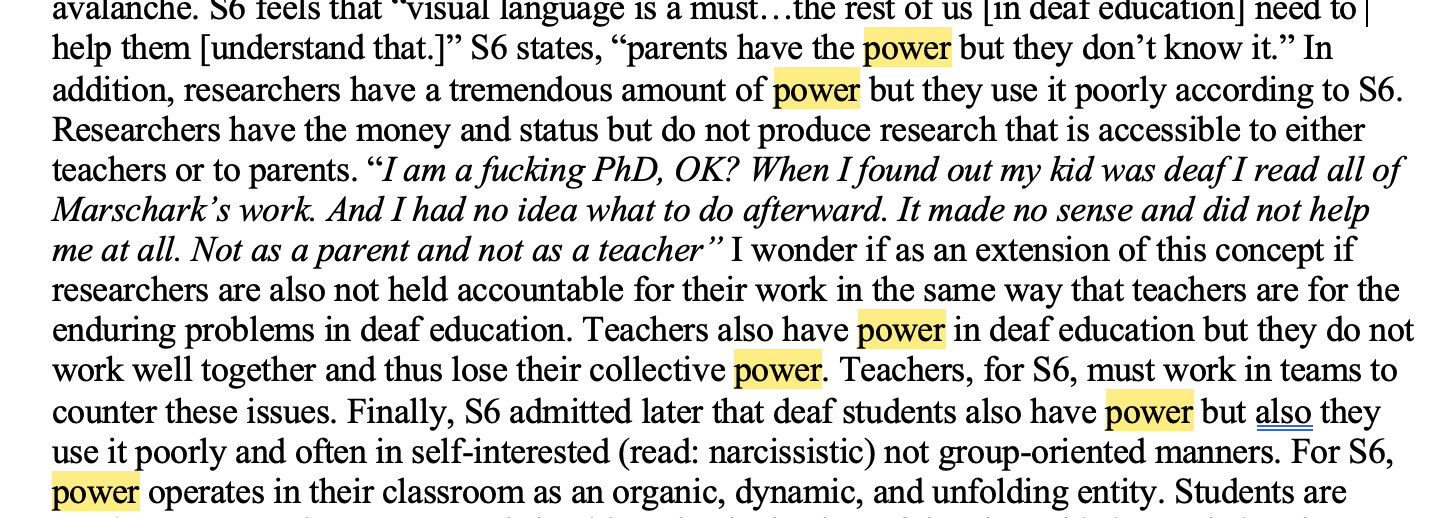 avalanche. S6 feels that “visual language is a must…the rest of us [in deaf education] need to
help them [understand that.]” S6 states, “parents have the power but they don’t know it.” In
addition, researchers have a tremendous amount of power but they use it poorly according to S6.
Researchers have the money and status but do not produce research that is accessible to either
teachers or to parents. “I am a fucking PhD, OK? When I found out my kid was deaf I read all of
Marschark’s work. And I had no idea what to do afterward. It made no sense and did not help
me at all. Not as a parent and not as a teacher” I wonder if as an extension of this concept if
researchers are also not held accountable for their work in the same way that teachers are for the
enduring problems in deaf education. Teachers also have power in deaf education but they do not
work well together and thus lose their collective power. Teachers, for S6, must work in teams to
counter these issues. Finally, S6 admitted later that deaf students also have power but also they
use it poorly and often in self-interested (read: narcissistic) not group-oriented manners. For S6,
power operates in their classroom as an organic, dynamic, and unfolding entity. Students are